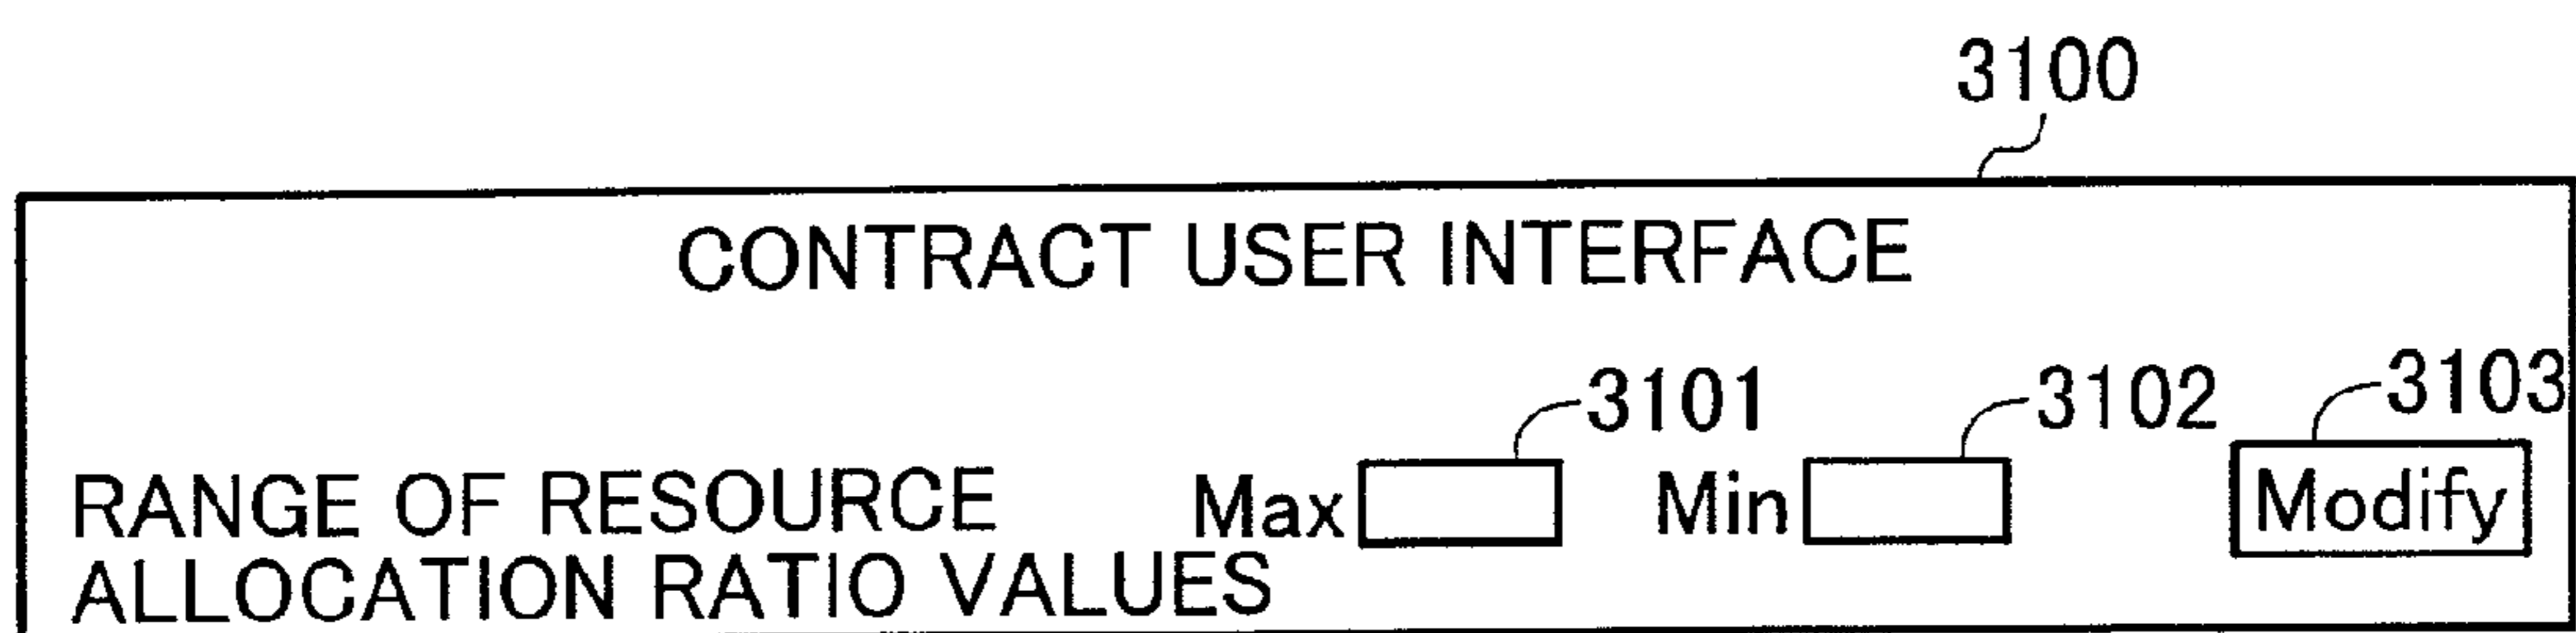 3100
CONTRACT USER INTERFACE
3101 3102 3103
RANGE OF RESOURCE Max Min Modify
ALLOCATION RATIO VALUES